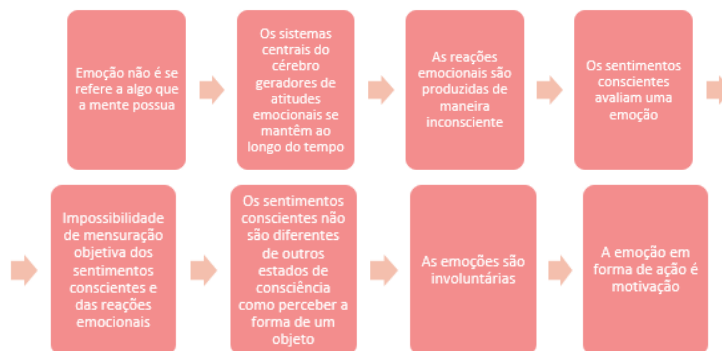 Emoção não é se
refere a algo que
a mente possua
Os sistemas
centrais do
cérebro
geradores de
atitudes
emocionais se
mantêm ao
longo do tempo
As reações
emocionais são
produzidas de
maneira
inconsciente
Os sentimentos
conscientes
avaliam uma
emoção
Impossibilidade
de mensuração
objetiva dos
sentimentos
conscientes e
das reações
emocionais
Os sentimentos
conscientes não
são diferentes
de outros
estados de
consciência
como perceber a
forma de um
objeto
As emoções são
involuntárias
A emoção em
forma de ação é
motivação